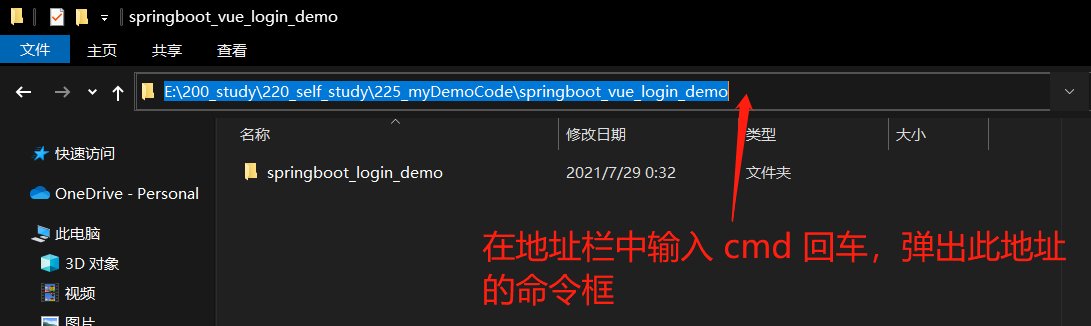 springboot_vue_login_demo
文件 主页 共享 查看
E:\200_study\220_self_study\225_myDemoCode\springboot_vue_login_demo
名称 修改日期 类型 大小
快速访问
springboot_login_demo 2021/7/29 0:32 文件夹
OneDrive - Personal
此电脑
3D 对象
视频
图片
在地址栏中输入 cmd 回车，弹出此地址
的命令框